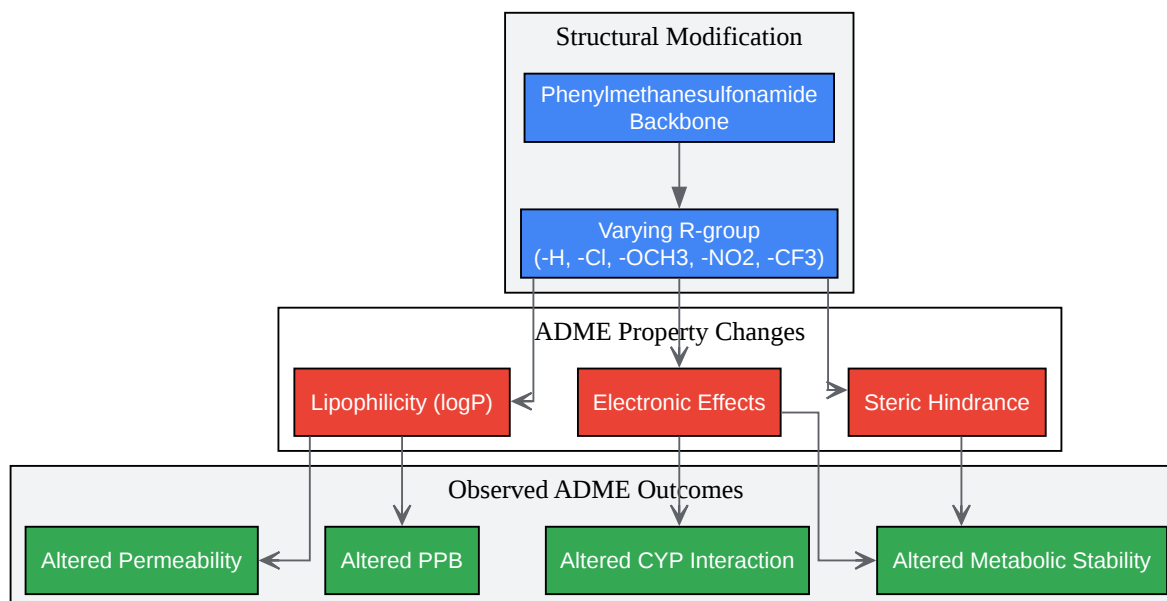 Structural Modification
Phenylmethanesulfonamide
Backbone
Varying R-group
(-H, -Cl, -OCH3, -NO2, -CF3)
ADME Property Changes
Lipophilicity (logP)
Electronic Effects
Steric Hindrance
Observed ADME Outcomes
Altered Permeability
Altered PPB
Altered CYP Interaction
Altered Metabolic Stability